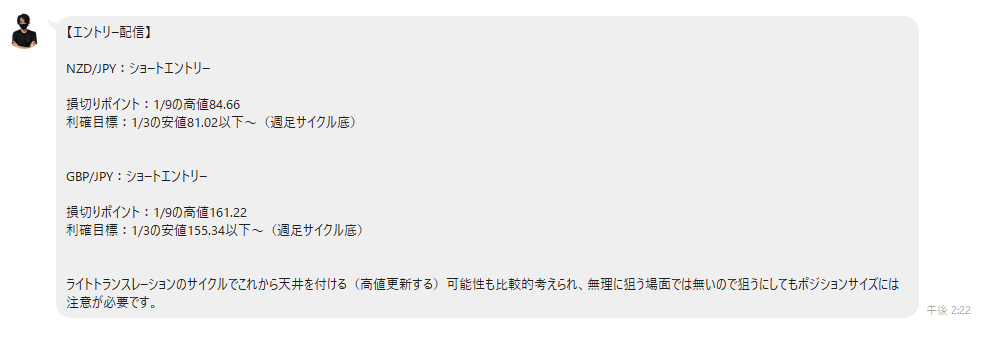 【エントリー配信】
NZD/JPY：ショートエントリー
損切りポイント：1/9の高値84.66
利確目標：1/3の安値81.02以下～（週足サイクル底）
GBP/JPY：ショートエントリー
損切りポイント：1/9の高値161.22
利確目標：1/3の安値155.34以下～（週足サイクル底）
ライトトランスレーションのサイクルでこれから天井を付ける（高値更新する）可能性も比較的考えられ、無理に狙う場面では無いので狙うにしてもポジションサイズには
注意が必要です。
午後 2:22